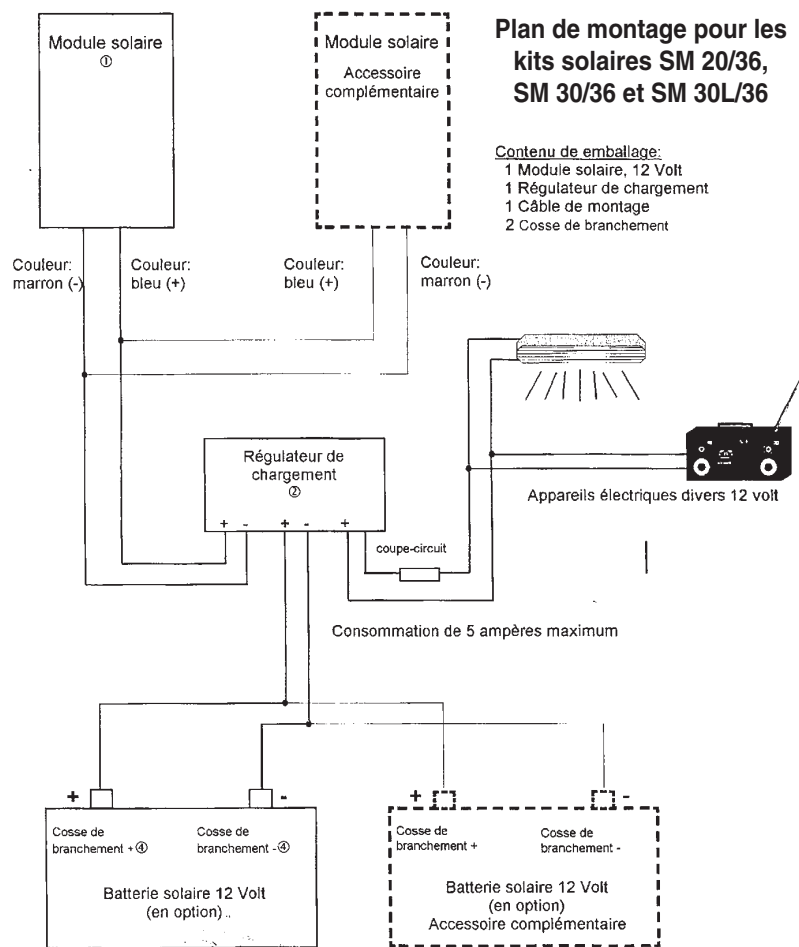 Plan de montage pour les
kits solaires SM 20/36,
SM 30/36 et SM 30L/36
Module solaire
①
Module solaire
Accessoire
complémentaire
Contenu de emballage:
1 Module solaire, 12 Volt
1 Régulateur de chargement
1 Câble de montage
2 Cosse de branchement
Couleur:
marron (-)
Couleur:
bleu (+)
Couleur:
bleu (+)
Couleur:
marron (-)
Régulateur de
chargement
②
+ - + - +
Appareils électriques divers 12 volt
coupe-circuit
Consommation de 5 ampères maximum
+ -
Cosse de
branchement +④
Cosse de
branchement -④
Batterie solaire 12 Volt
(en option)..
+ -
Cosse de
branchement +
Cosse de
branchement -
Batterie solaire 12 Volt
(en option)
Accessoire complémentaire